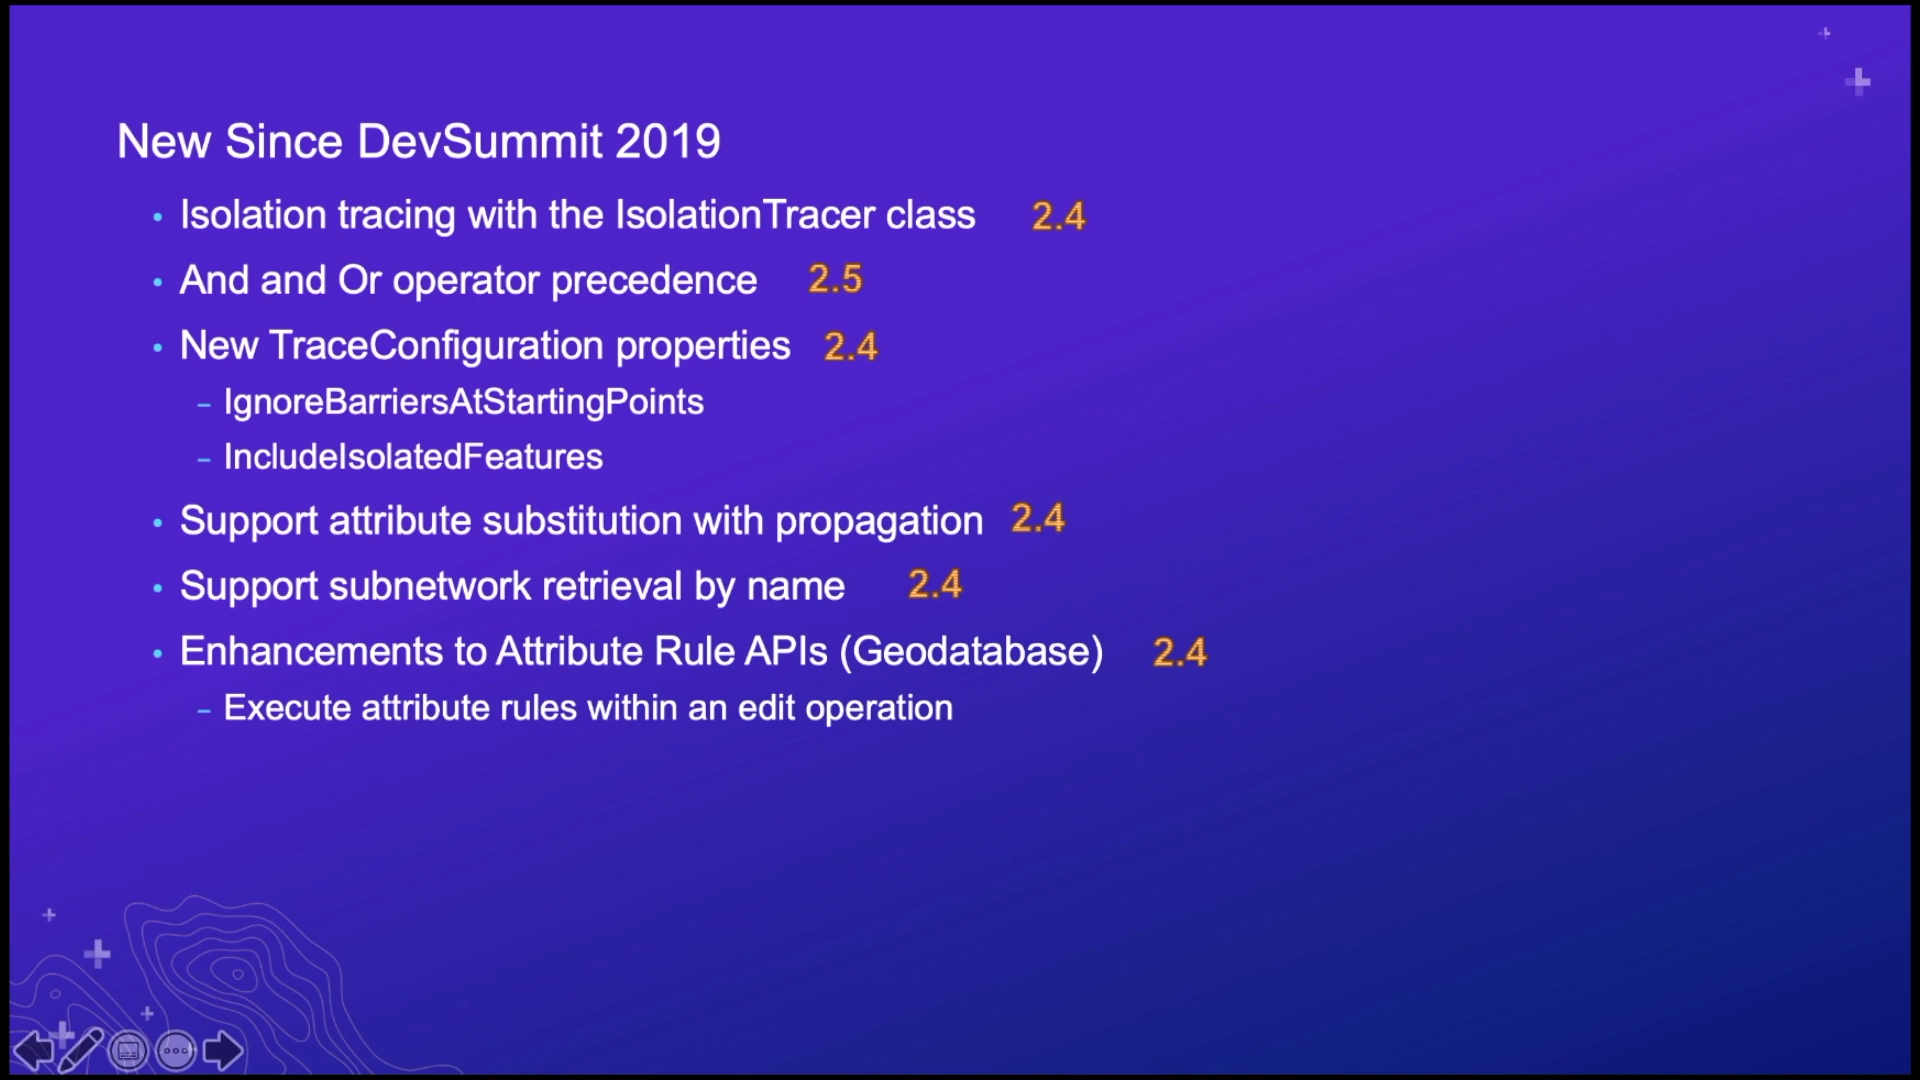 New Since DevSummit 2019
• Isolation tracing with the IsolationTracer class 2.4
• And and Or operator precedence 2.5
• New TraceConfiguration properties 2.4
– IgnoreBarriersAtStartingPoints
– IncludeIsolatedFeatures
• Support attribute substitution with propagation 2.4
• Support subnetwork retrieval by name 2.4
• Enhancements to Attribute Rule APIs (Geodatabase) 2.4
– Execute attribute rules within an edit operation